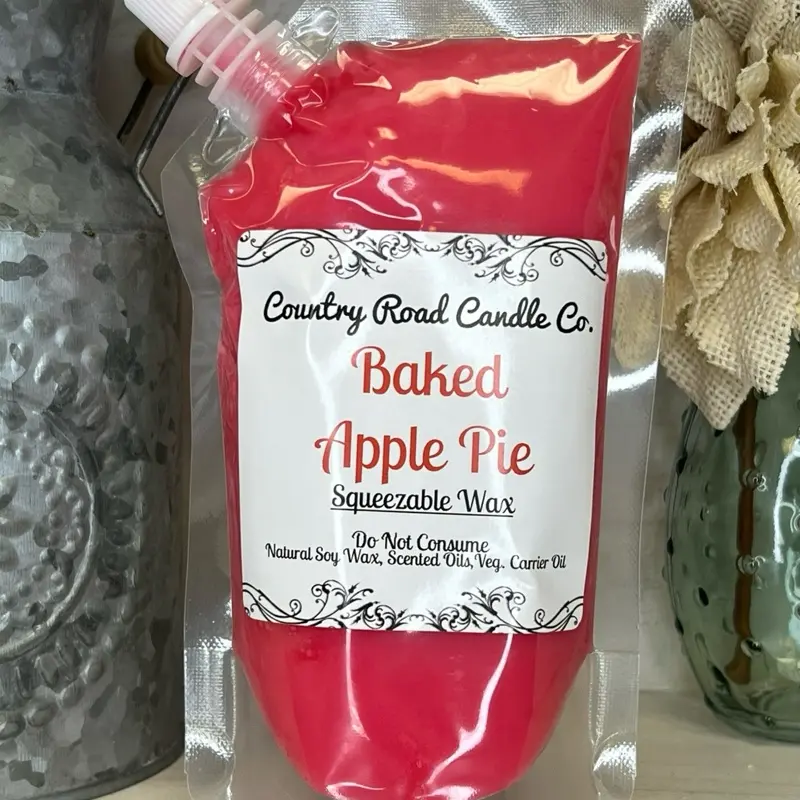 Country Road Candle Co.
Baked
Apple Pie
Squeezable Wax
Do Not Consume
Natural Soy Wax, Scented Oils, Veg. Carrier Oil